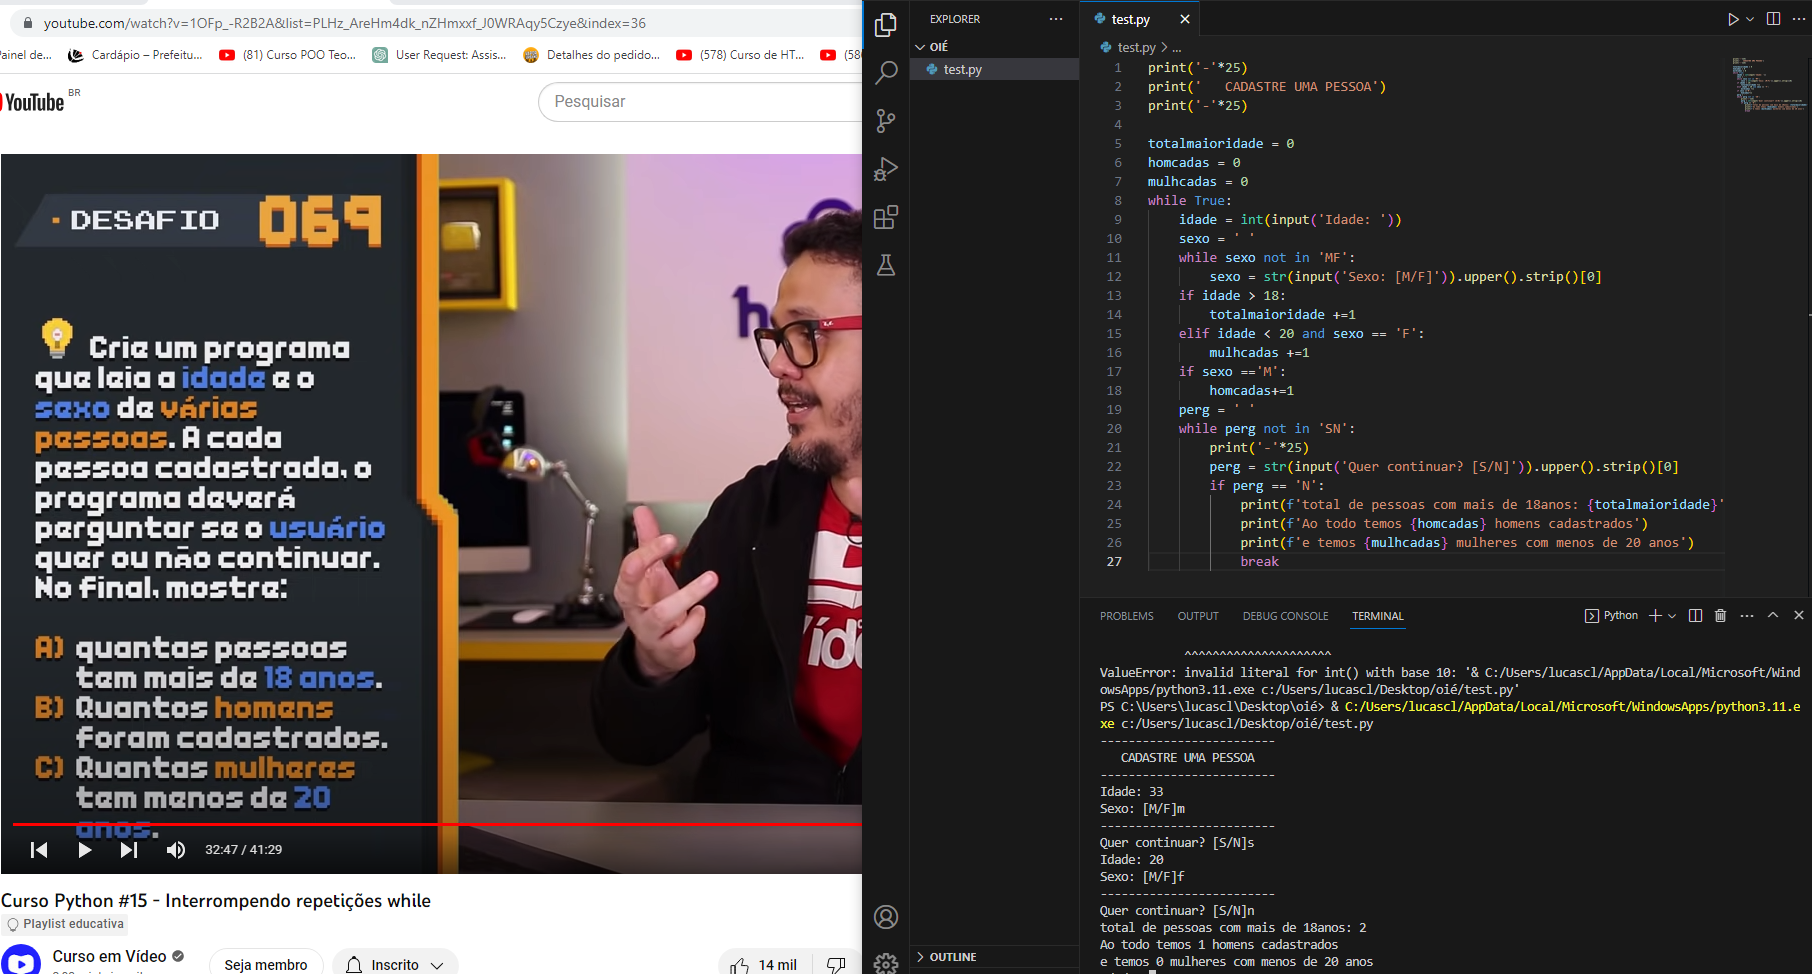 youtube.com/watch?v=1OFp_-R2B2A&list=PLHz_AreHm4dk_nZHmxxf_J0WRAqy5Czye&index=36
ainel de...
Cardápio – Prefeitu...
(81) Curso POO Teo...
User Request: Assis...
Detalhes do pedido...
(578) Curso de HT...
(58
YouTube BR
Pesquisar
DESAFIO 069
Crie um programa
que leia a idade e o
sexo de várias
pessoas. A cada
pessoa cadastrada, o
programa deverá
perguntar se o usuário
quer ou não continuar.
No final, mostre:
A) quantas pessoas
tem mais de 18 anos.
B) Quantos homens
foram cadastrados.
C) Quantas mulheres
tem menos de 20
anos.
32:47 / 41:29
Curso Python #15 - Interrompendo repetições while
Playlist educativa
Curso em Vídeo
Seja membro
Inscrito
14 mil
EXPLORER
OIÉ
test.py
OUTLINE
test.py
test.py > ...
1 print('-'*25)
2 print('   CADASTRE UMA PESSOA')
3 print('-'*25)
4
5 totalmaioridade = 0
6 homcadas = 0
7 mulhcadas = 0
8 while True:
9     idade = int(input('Idade: '))
10     sexo = ' '
11     while sexo not in 'MF':
12         sexo = str(input('Sexo: [M/F]')).upper().strip()[0]
13     if idade > 18:
14         totalmaioridade +=1
15     elif idade < 20 and sexo == 'F':
16         mulhcadas +=1
17     if sexo =='M':
18         homcadas+=1
19     perg = ' '
20     while perg not in 'SN':
21         print('-'*25)
22         perg = str(input('Quer continuar? [S/N]')).upper().strip()[0]
23         if perg == 'N':
24             print(f'total de pessoas com mais de 18anos: {totalmaioridade}'
25             print(f'Ao todo temos {homcadas} homens cadastrados')
26             print(f'e temos {mulhcadas} mulheres com menos de 20 anos')
27             break
PROBLEMS OUTPUT DEBUG CONSOLE TERMINAL
Python
^^^^^^^^^^^^^^^^^^^^^
ValueError: invalid literal for int() with base 10: '& C:/Users/lucascl/AppData/Local/Microsoft/Wind
owsApps/python3.11.exe c:/Users/lucascl/Desktop/oié/test.py'
PS C:\Users\lucascl\Desktop\oié> & C:/Users/lucascl/AppData/Local/Microsoft/WindowsApps/python3.11.e
xe c:/Users/lucascl/Desktop/oié/test.py
-------------------------
   CADASTRE UMA PESSOA
-------------------------
Idade: 33
Sexo: [M/F]m
-------------------------
Quer continuar? [S/N]s
Idade: 20
Sexo: [M/F]f
-------------------------
Quer continuar? [S/N]n
total de pessoas com mais de 18anos: 2
Ao todo temos 1 homens cadastrados
e temos 0 mulheres com menos de 20 anos